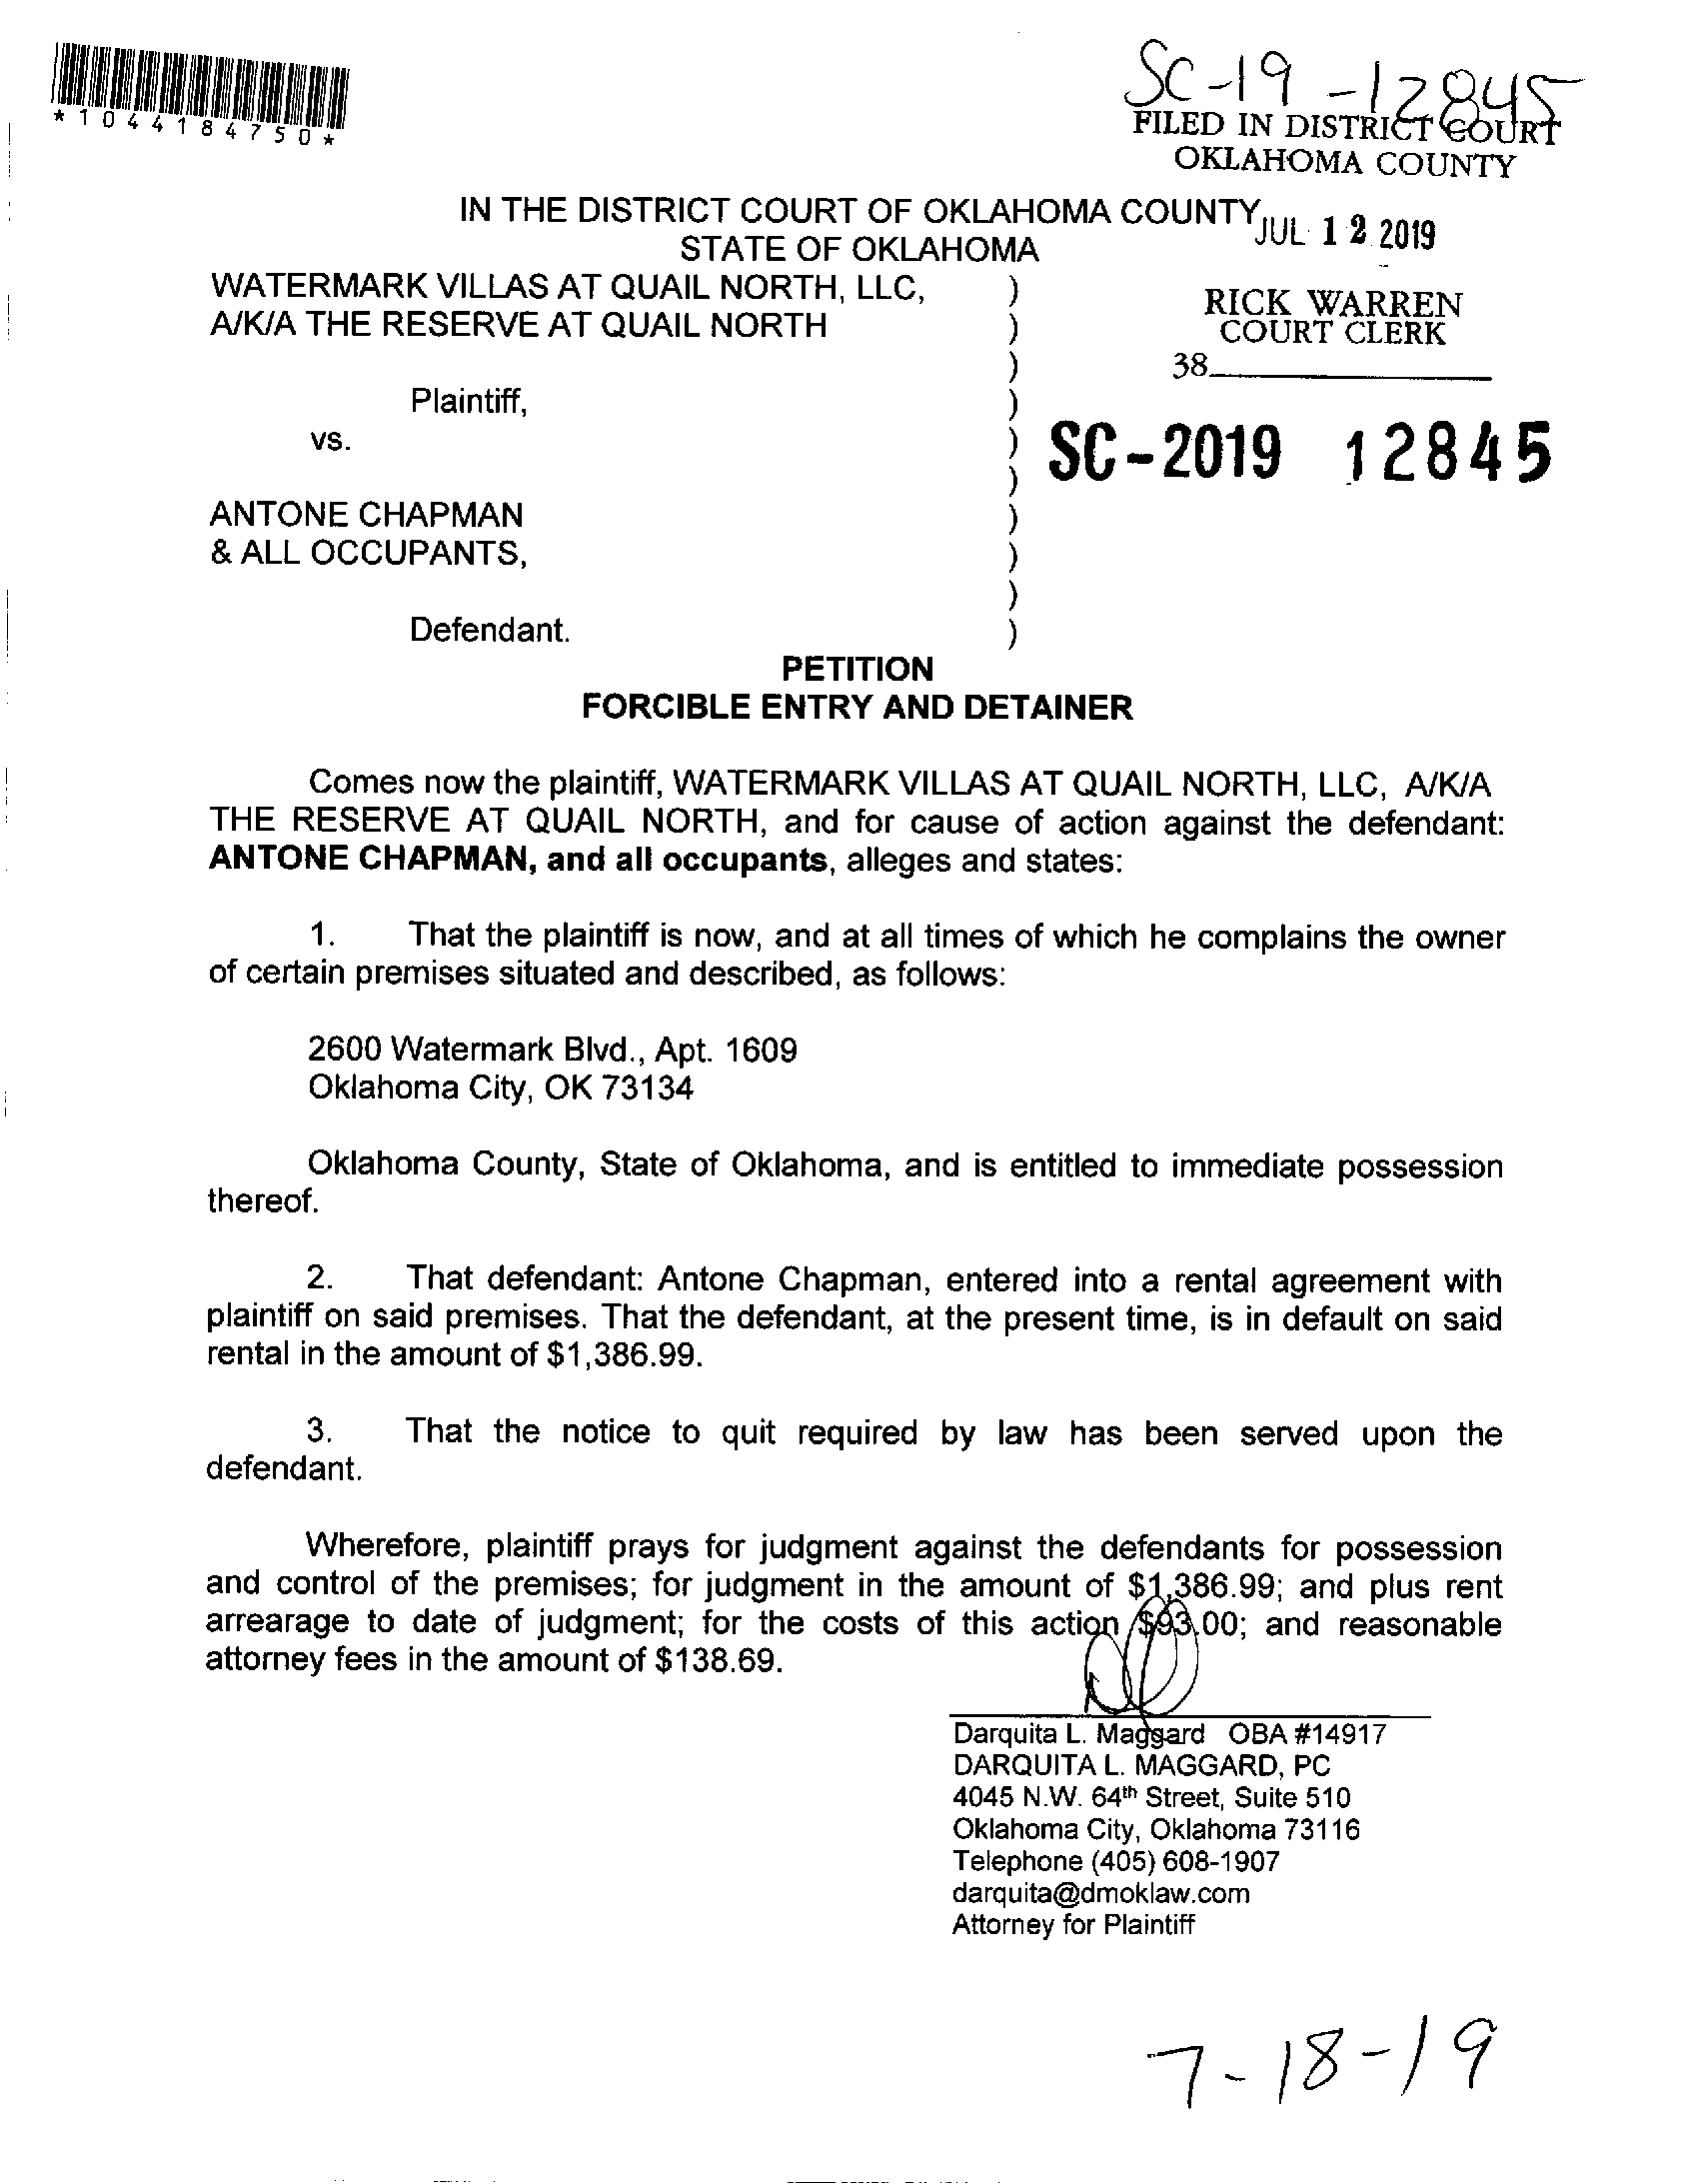 *1044184750*
SC-19-12845
FILED IN DISTRICT COURT
OKLAHOMA COUNTY
IN THE DISTRICT COURT OF OKLAHOMA COUNTY
JUL 12 2019
STATE OF OKLAHOMA
WATERMARK VILLAS AT QUAIL NORTH, LLC, )
A/K/A THE RESERVE AT QUAIL NORTH )
RICK WARREN
COURT CLERK
)
38
Plaintiff, )
vs. )
SC-2019 12845
)
ANTONE CHAPMAN )
& ALL OCCUPANTS, )
)
Defendant. )
PETITION
FORCIBLE ENTRY AND DETAINER
Comes now the plaintiff, WATERMARK VILLAS AT QUAIL NORTH, LLC, A/K/A
THE RESERVE AT QUAIL NORTH, and for cause of action against the defendant:
ANTONE CHAPMAN, and all occupants, alleges and states:
1. That the plaintiff is now, and at all times of which he complains the owner
of certain premises situated and described, as follows:
2600 Watermark Blvd., Apt. 1609
Oklahoma City, OK 73134
Oklahoma County, State of Oklahoma, and is entitled to immediate possession
thereof.
2. That defendant: Antone Chapman, entered into a rental agreement with
plaintiff on said premises. That the defendant, at the present time, is in default on said
rental in the amount of $1,386.99.
3. That the notice to quit required by law has been served upon the
defendant.
Wherefore, plaintiff prays for judgment against the defendants for possession
and control of the premises; for judgment in the amount of $1,386.99; and plus rent
arrearage to date of judgment; for the costs of this action $93.00; and reasonable
attorney fees in the amount of $138.69.
Darquita L. Maggard OBA #14917
DARQUITA L. MAGGARD, PC
4045 N.W. 64th Street, Suite 510
Oklahoma City, Oklahoma 73116
Telephone (405) 608-1907
darquita@dmoklaw.com
Attorney for Plaintiff
7-18-19